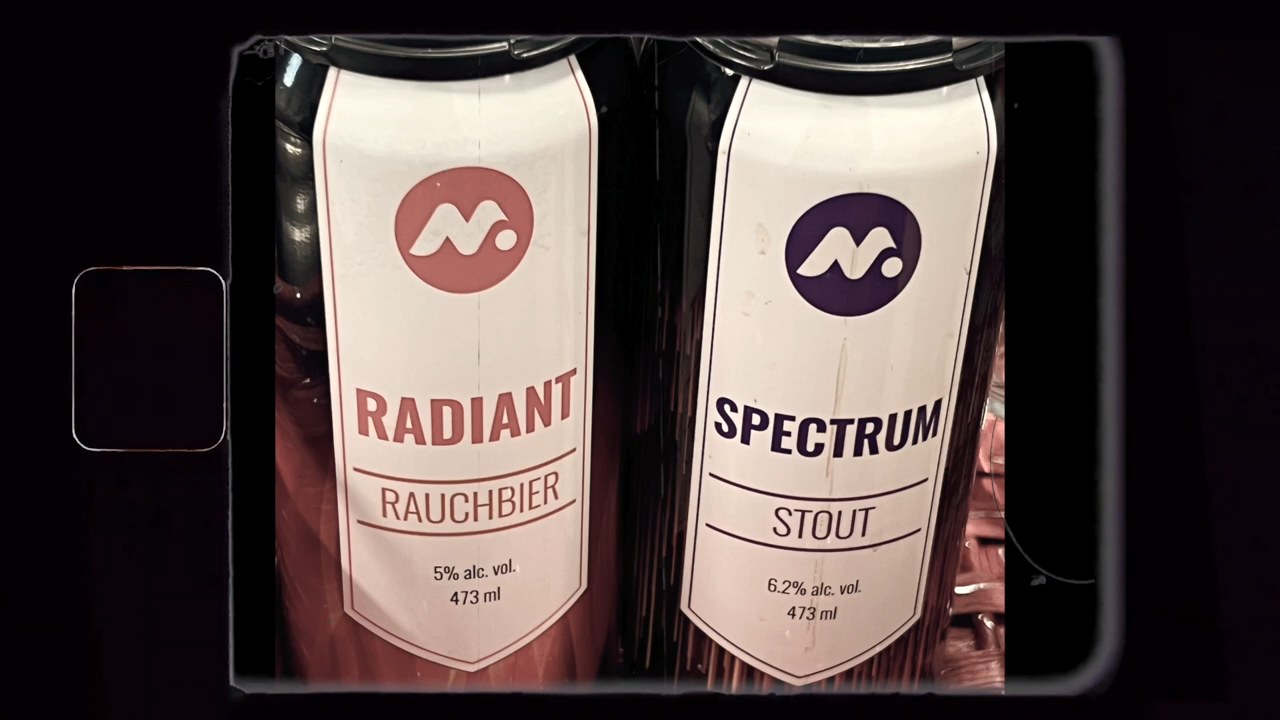 RADIANT
RAUCHBIER
5% alc. vol.
473 ml
SPECTRUM
STOUT
6.2% alc. vol.
473 ml